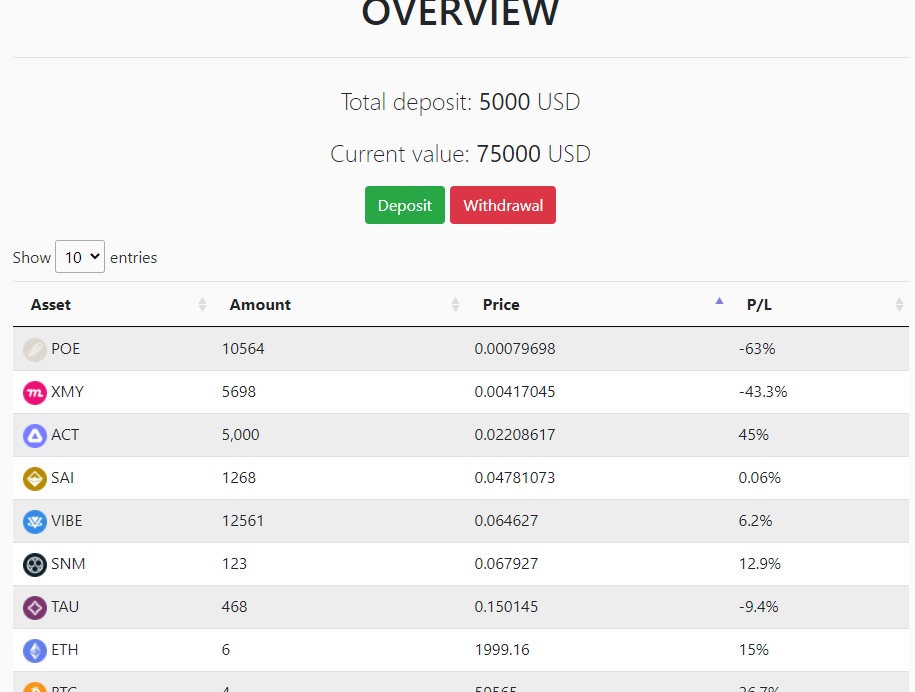 OVERVIEW
Total deposit: 5000 USD
Current value: 75000 USD
Deposit Withdrawal
Show 10 entries
Asset Amount Price P/L
POE 10564 0.00079698 -63%
XMY 5698 0.00417045 -43.3%
ACT 5,000 0.02208617 45%
SAI 1268 0.04781073 0.06%
VIBE 12561 0.064627 6.2%
SNM 123 0.067927 12.9%
TAU 468 0.150145 -9.4%
ETH 6 1999.16 15%
BTC 4